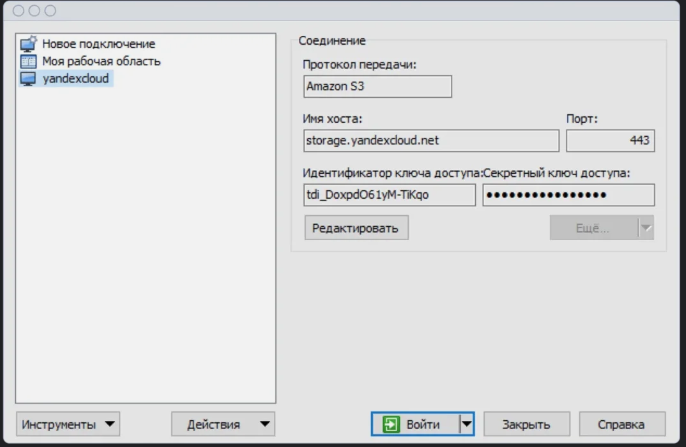 Новое подключение
Моя рабочая область
yandexcloud
Соединение
Протокол передачи:
Amazon S3
Имя хоста: Порт:
storage.yandexcloud.net 443
Идентификатор ключа доступа: Секретный ключ доступа:
tdi_DoxpdO61yM-TiKqo ••••••••••••••••
Редактировать Ещё...
Инструменты Действия Войти Закрыть Справка